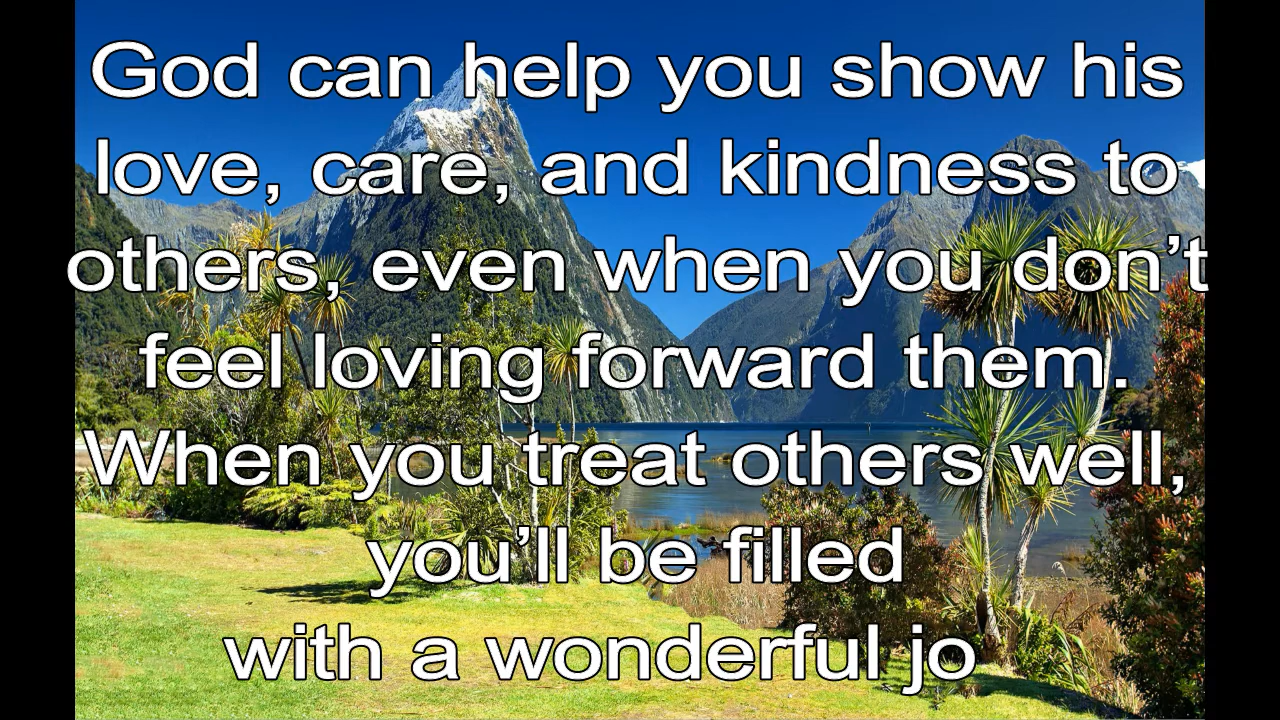 God can help you show his
love, care, and kindness to
others, even when you don’t
feel loving forward them.
When you treat others well,
you’ll be filled
with a wonderful jo